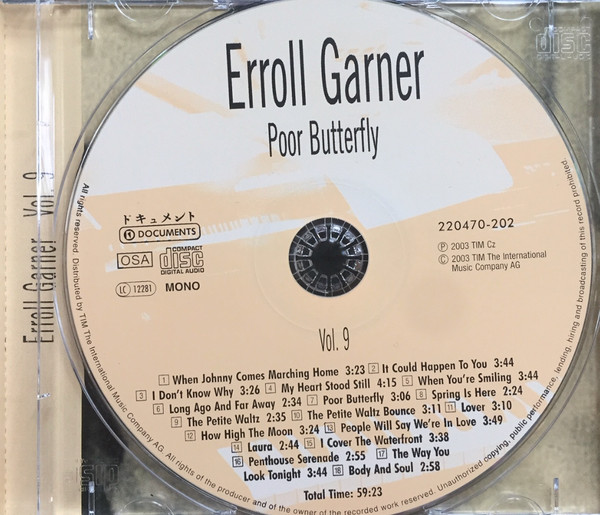 Erroll Garner
Poor Butterfly
Erroll Garner Vol. 9
ドキュメント
DOCUMENTS
OSA
COMPACT
disc
DIGITAL AUDIO
LC 12281
MONO
220470-202
Ⓟ 2003 TIM Cz
© 2003 TIM The International
Music Company AG
Vol. 9
1 When Johnny Comes Marching Home 3:23 2 It Could Happen To You 3:44
3 I Don't Know Why 3:26 4 My Heart Stood Still 4:15 5 When You're Smiling 3:44
6 Long Ago And Far Away 2:34 7 Poor Butterfly 3:06 8 Spring Is Here 2:24
9 The Petite Waltz 2:35 10 The Petite Waltz Bounce 3:11 11 Lover 3:10
12 How High The Moon 3:24 13 People Will Say We're In Love 3:49
14 Laura 2:44 15 I Cover The Waterfront 3:38
16 Penthouse Serenade 2:55 17 The Way You
Look Tonight 3:44 18 Body And Soul 2:58
Total Time: 59:23
All rights reserved. Distributed by TIM The International Music Company AG. All rights of the producer and of the owner of the recorded work reserved. Unauthorized copying, public performance, lending, hiring and broadcasting of this record prohibited.
disc
disc